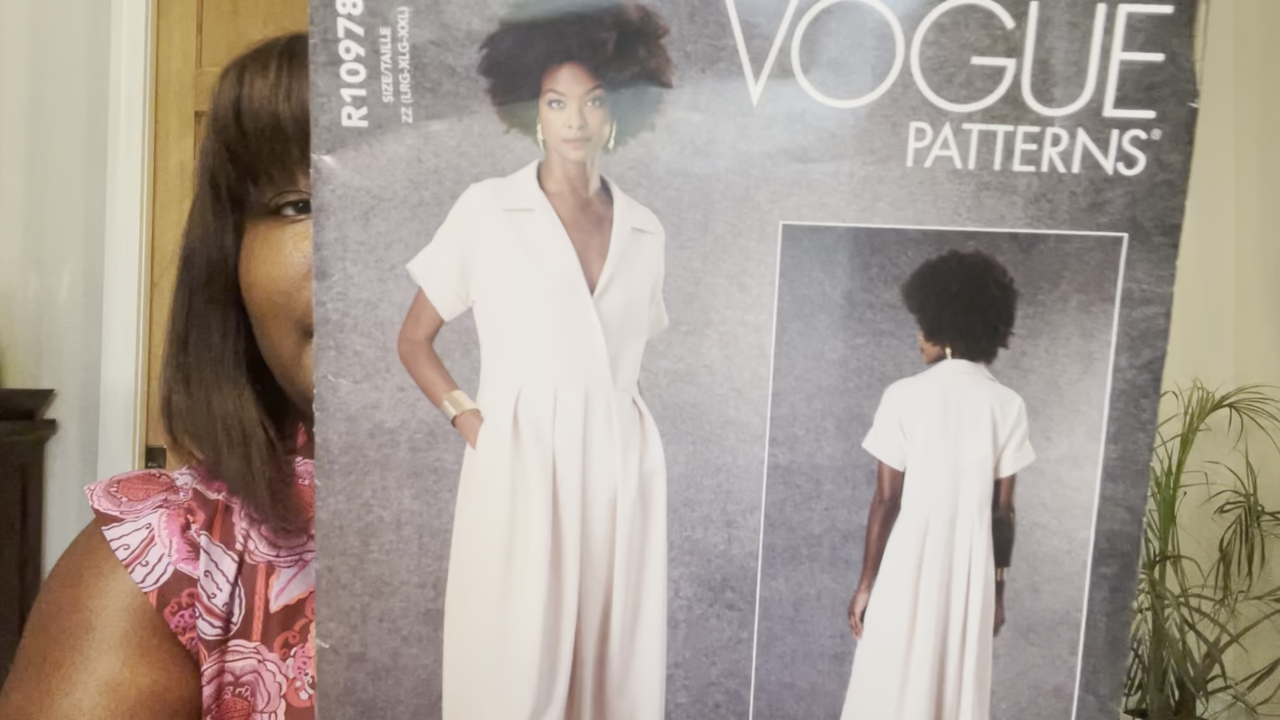 R10978
SIZE/TAILLE
ZZ (LRG-XLG-XXL)
VOGUE
PATTERNS®